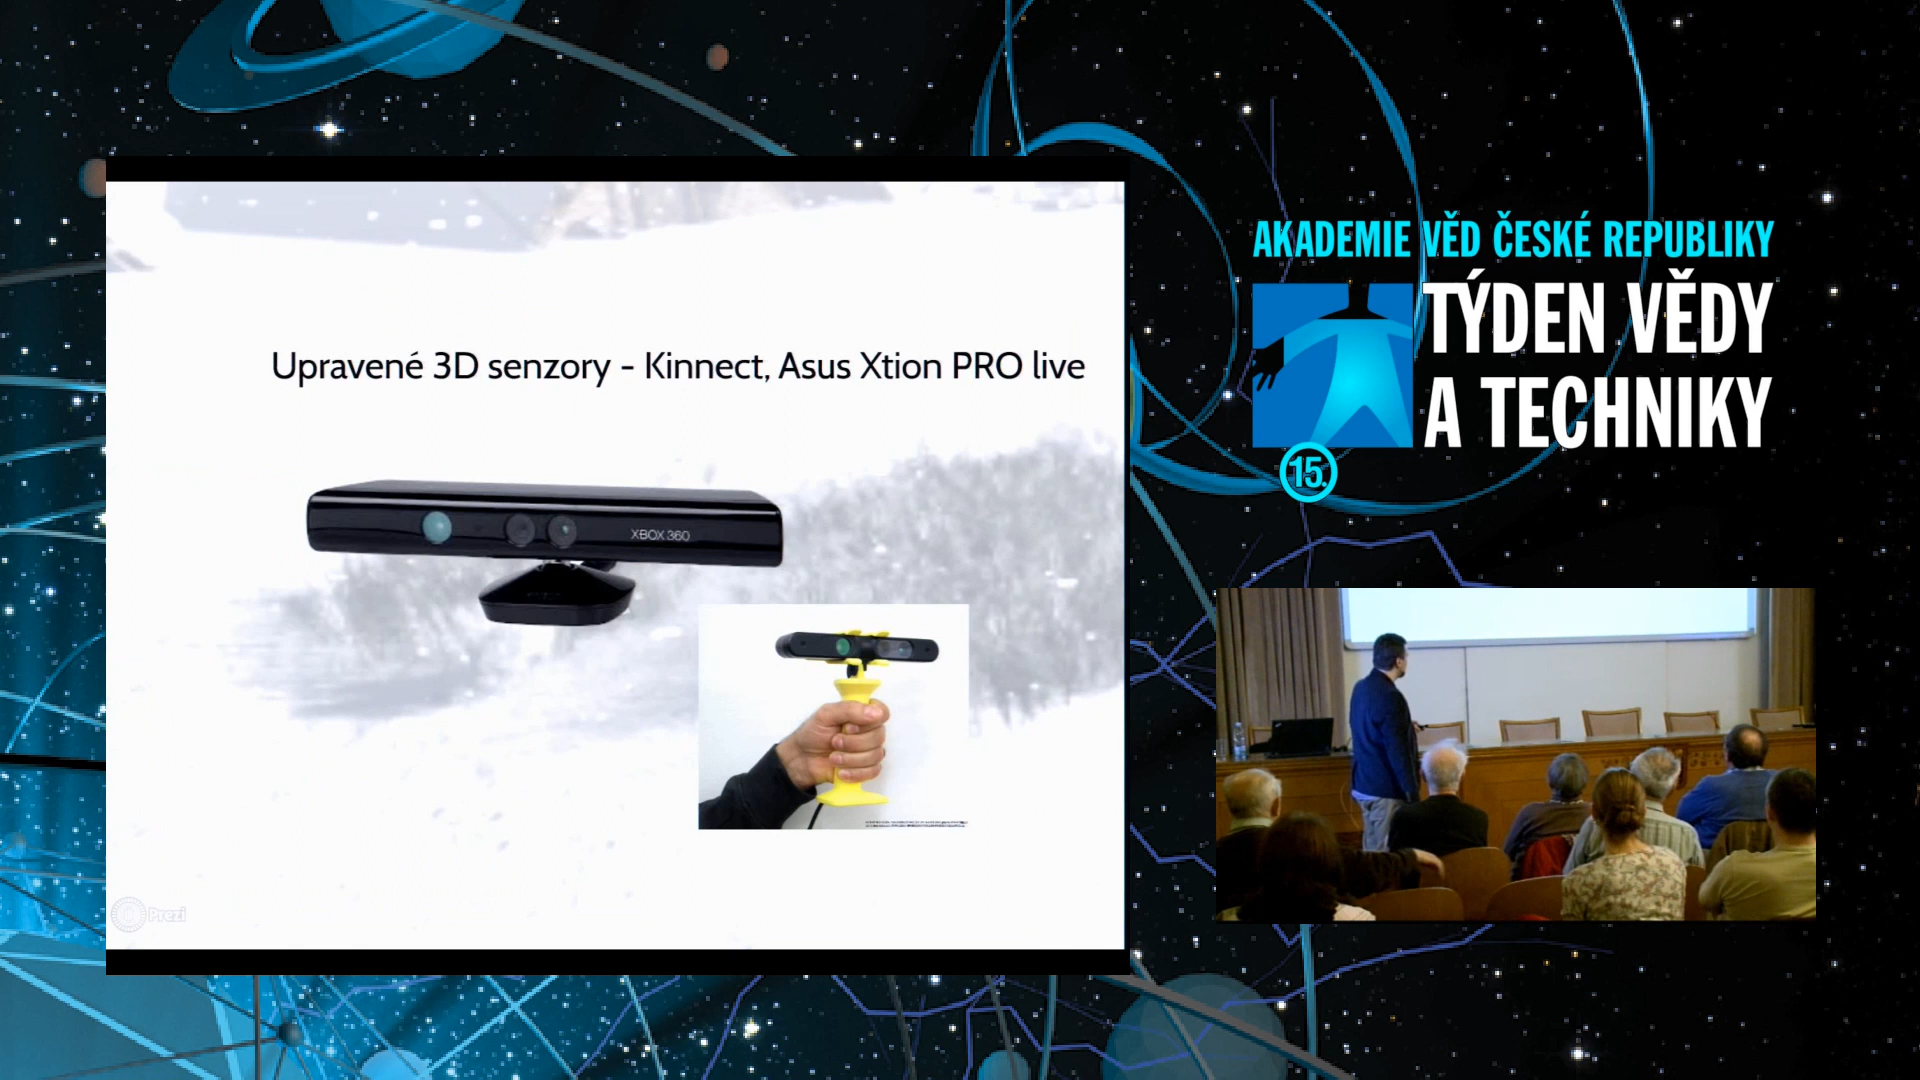 Upravené 3D senzory - Kinnect, Asus Xtion PRO live
XBOX 360
Prezi
AKADEMIE VĚD ČESKÉ REPUBLIKY
TÝDEN VĚDY
A TECHNIKY
15.